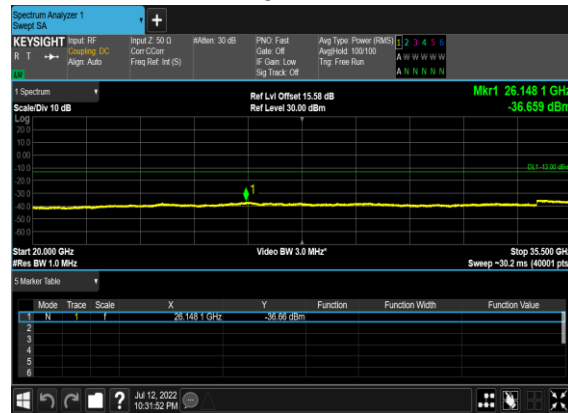 Spectrum Analyzer 1
Swept SA
+
KEYSIGHT Input: RF Input Z: 50 Ω #Atten: 30 dB PNO: Fast Avg Type: Power (RMS) 1 2 3 4 5 6
R T Coupling: DC Corr CCorr Gate: Off Avg|Hold: 100/100 A W W W W W
Align: Auto Freq Ref: Int (S) IF Gain: Low Trig: Free Run
LXI Sig Track: Off A N N N N N
1 Spectrum Ref Lvl Offset 15.58 dB Mkr1 26.148 1 GHz
Scale/Div 10 dB Ref Level 30.00 dBm -36.659 dBm
Log
20.0
10.0
0.00
-10.0 DL1 -13.00 dBm
-20.0
-30.0 1
-40.0
-50.0
-60.0
Start 20.000 GHz Video BW 3.0 MHz* Stop 35.500 GHz
#Res BW 1.0 MHz Sweep ~30.2 ms (40001 pts)
5 Marker Table
Mode Trace Scale X Y Function Function Width Function Value
1 N 1 f 26.148 1 GHz -36.66 dBm
2
3
4
5
6
? Jul 12, 2022
10:31:52 PM